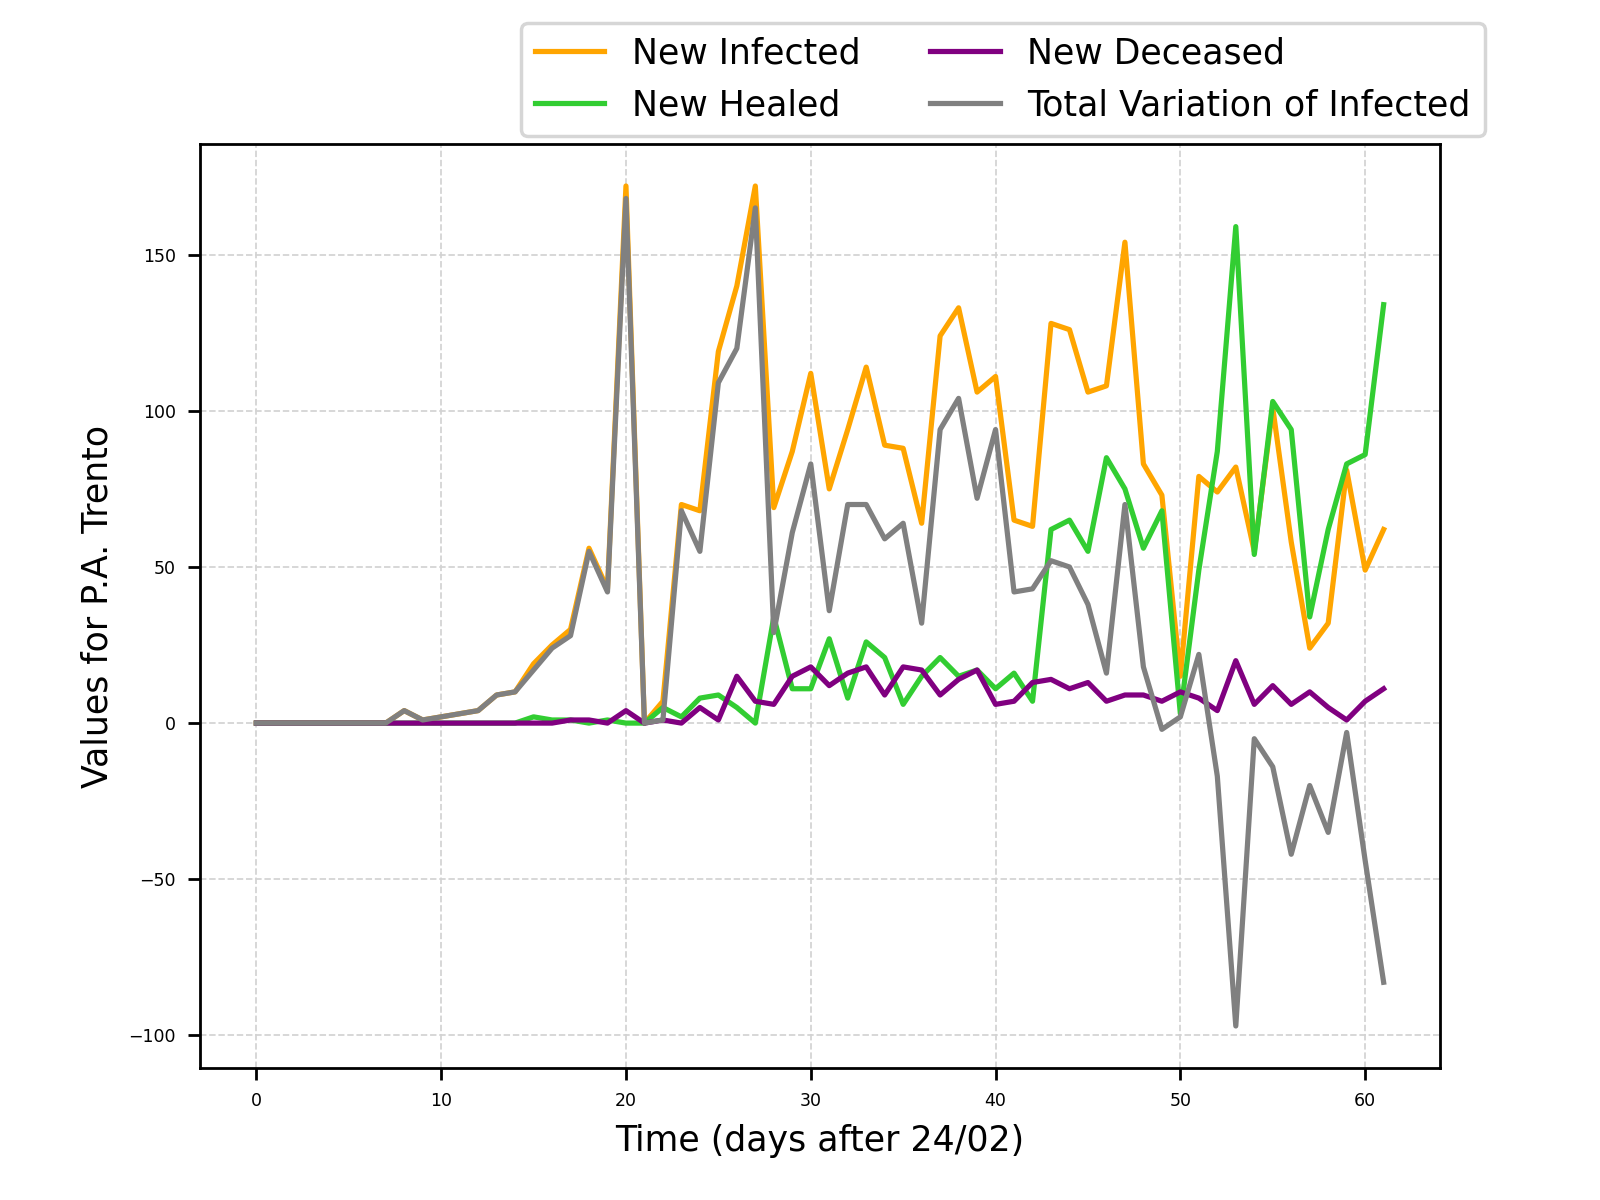 New Infected
New Healed
New Deceased
Total Variation of Infected
Values for P.A. Trento
150
100
50
0
−50
−100
0 10 20 30 40 50 60
Time (days after 24/02)